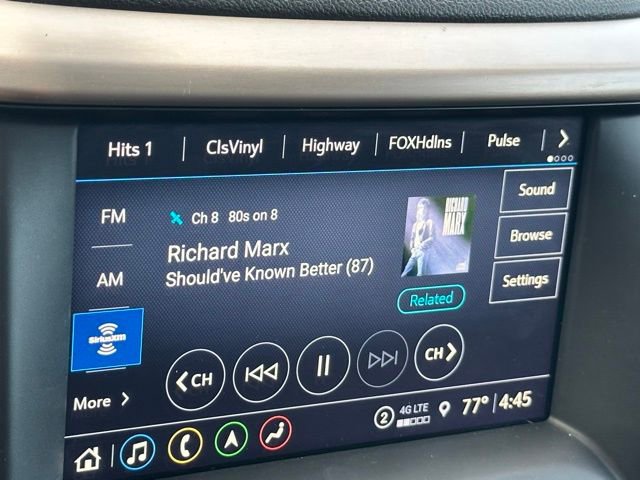 Hits 1 | ClsVinyl | Highway | FOXHdlns | Pulse
FM
AM
SiriusXM
More >
Ch 8 80s on 8
Richard Marx
Should've Known Better (87)
RICHARD MARX
Related
Sound
Browse
Settings
< CH
CH >
2 4G LTE 77° | 4:45